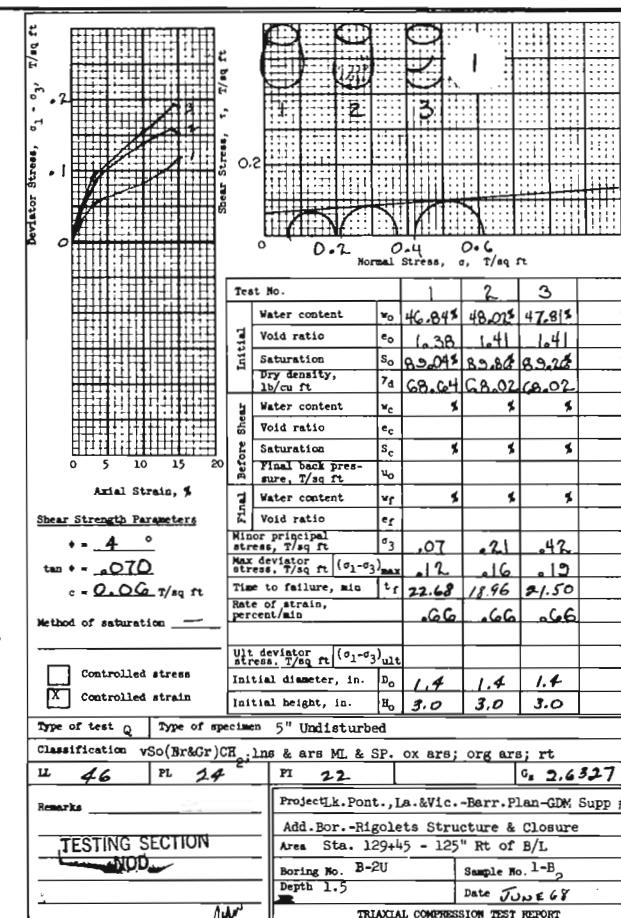 Deviator Stress, σ1 - σ3, T/sq ft
.2
.1
0
3
2
1
0 5 10 15 20
Axial Strain, %
Shear Stress, τ, T/sq ft
1 2 3
1
0.2
0 0.2 0.4 0.6
Normal Stress, σ, T/sq ft
Shear Strength Parameters
φ = 4 °
tan φ = .070
c = 0.06 T/sq ft
Method of saturation —
Controlled stress
X Controlled strain
Test No. 1 2 3
Initial
Water content w₀ 46.84% 48.02% 47.81%
Void ratio e₀ 1.38 1.41 1.41
Saturation S₀ 89.04% 89.86% 89.26%
Dry density, lb/cu ft γd 68.64 68.02 68.02
Before Shear
Water content wc % % %
Void ratio ec
Saturation Sc % % %
Final back pres-
sure, T/sq ft u₀
Final
Water content wf % % %
Void ratio ef
Minor principal stress, T/sq ft σ3 .07 .21 .42
Max deviator stress, T/sq ft (σ1-σ3)max .12 .16 .19
Time to failure, min tf 22.68 18.96 21.50
Rate of strain, percent/min .66 .66 .66
Ult deviator stress, T/sq ft (σ1-σ3)ult
Initial diameter, in. D₀ 1.4 1.4 1.4
Initial height, in. H₀ 3.0 3.0 3.0
Type of test Q Type of specimen 5" Undisturbed
Classification vSo(Br&Gr)CH2;lns & ars ML & SP. ox ars; org ars; rt
LL 46 PL 24 PI 22 Gs 2.6327
Remarks
TESTING SECTION
NOD
Project Lk.Pont.,La.&Vic.-Barr.Plan-GDM Supp
Add.Bor.-Rigolets Structure & Closure
Area Sta. 129+45 - 125" Rt of B/L
Boring No. B-2U Sample No. 1-B2
Depth 1.5 Date JUNE 68
TRIAXIAL COMPRESSION TEST REPORT